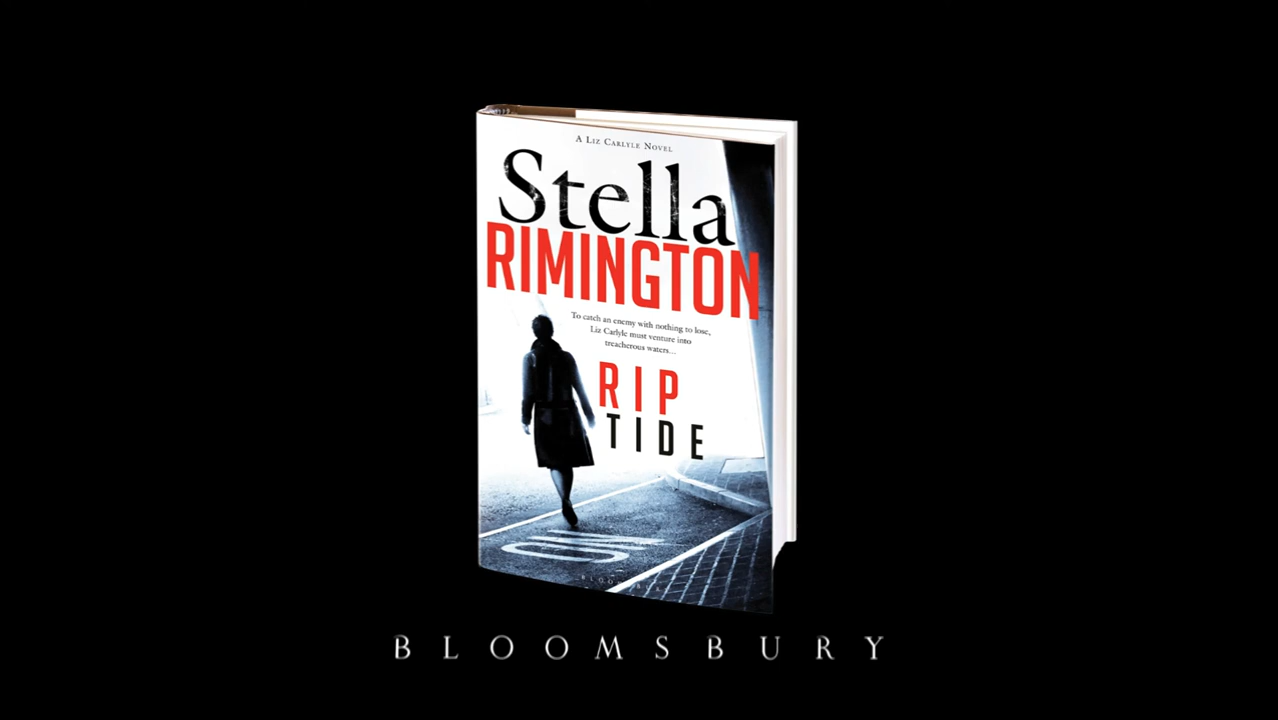 A Liz Carlyle Novel
Stella
RIMINGTON
To catch an enemy with nothing to lose,
Liz Carlyle must venture into
treacherous waters...
RIP
TIDE
BLOOMSBURY